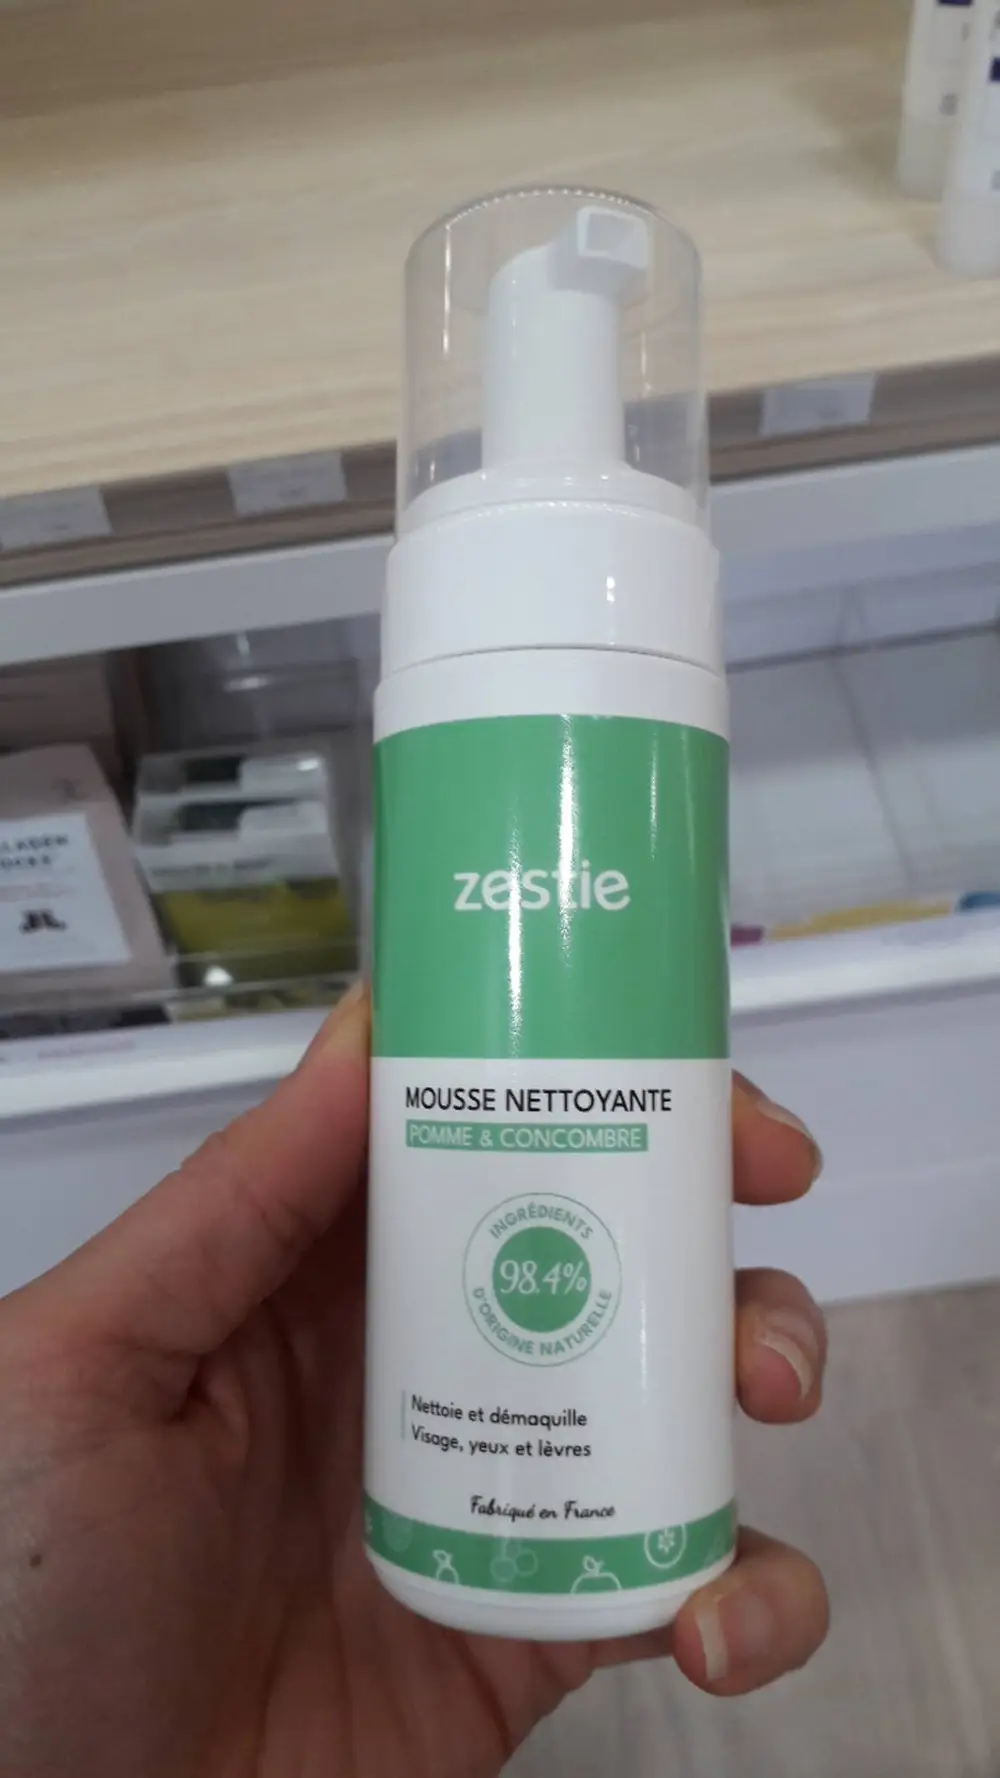 zestie
MOUSSE NETTOYANTE
POMME & CONCOMBRE
INGRÉDIENTS
98.4%
D'ORIGINE NATURELLE
Nettoie et démaquille
Visage, yeux et lèvres
Fabriqué en France